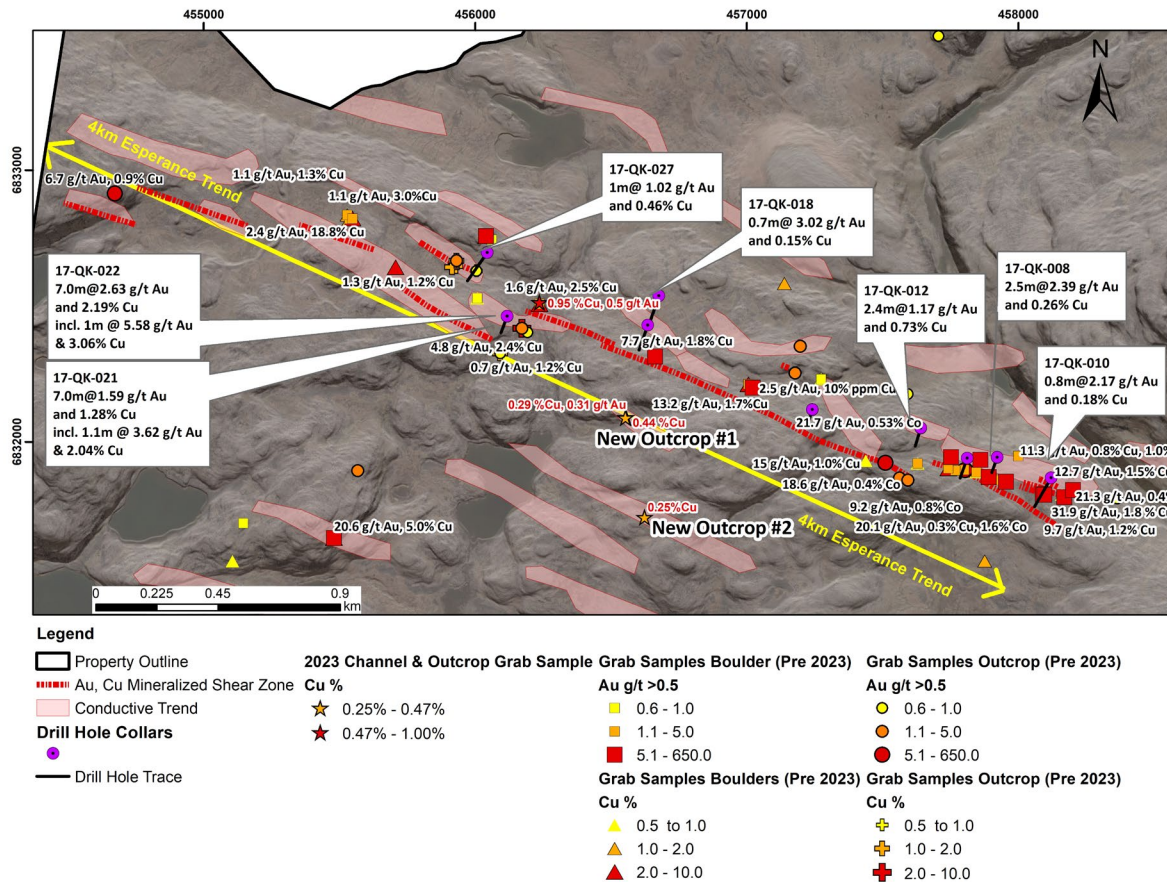 455000
456000
457000
458000
6833000
6832000
N
4km Esperance Trend
6.7 g/t Au, 0.9% Cu
1.1 g/t Au, 1.3% Cu
1.1 g/t Au, 3.0%Cu
2.4 g/t Au, 18.8% Cu
1.3 g/t Au, 1.2% Cu
17-QK-027
1m@ 1.02 g/t Au
and 0.46% Cu
17-QK-018
0.7m@ 3.02 g/t Au
and 0.15% Cu
17-QK-008
2.5m@2.39 g/t Au
and 0.26% Cu
17-QK-012
2.4m@1.17 g/t Au
and 0.73% Cu
17-QK-010
0.8m@2.17 g/t Au
and 0.18% Cu
17-QK-022
7.0m@2.63 g/t Au
and 2.19% Cu
incl. 1m @ 5.58 g/t Au
& 3.06% Cu
17-QK-021
7.0m@1.59 g/t Au
and 1.28% Cu
incl. 1.1m @ 3.62 g/t Au
& 2.04% Cu
1.6 g/t Au, 2.5% Cu
0.95%Cu, 0.5 g/t Au
4.8 g/t Au, 2.4% Cu
0.7 g/t Au, 1.2% Cu
7.7 g/t Au, 1.8% Cu
2.5 g/t Au, 10% ppm Cu
13.2 g/t Au, 1.7% Cu
0.29 %Cu, 0.31 g/t Au
0.44 %Cu
New Outcrop #1
21.7 g/t Au, 0.53% Co
15 g/t Au, 1.0% Cu
18.6 g/t Au, 0.4% Co
9.2 g/t Au, 0.8% Co
20.1 g/t Au, 0.3% Cu, 1.6% Co
11.3 g/t Au, 0.8% Cu, 1.0%
12.7 g/t Au, 1.5% Cu
21.3 g/t Au, 0.4%
31.9 g/t Au, 1.8 % Cu
9.7 g/t Au, 1.2% Cu
0.25%Cu
New Outcrop #2
20.6 g/t Au, 5.0% Cu
4km Esperance Trend
0 0.225 0.45 0.9
km
Legend
Property Outline
Au, Cu Mineralized Shear Zone
Conductive Trend
Drill Hole Collars
Drill Hole Trace
2023 Channel & Outcrop Grab Sample
Cu %
0.25% - 0.47%
0.47% - 1.00%
Grab Samples Boulder (Pre 2023)
Au g/t >0.5
0.6 - 1.0
1.1 - 5.0
5.1 - 650.0
Grab Samples Boulders (Pre 2023)
Cu %
0.5 to 1.0
1.0 - 2.0
2.0 - 10.0
Grab Samples Outcrop (Pre 2023)
Au g/t >0.5
0.6 - 1.0
1.1 - 5.0
5.1 - 650.0
Grab Samples Outcrop (Pre 2023)
Cu %
0.5 to 1.0
1.0 - 2.0
2.0 - 10.0